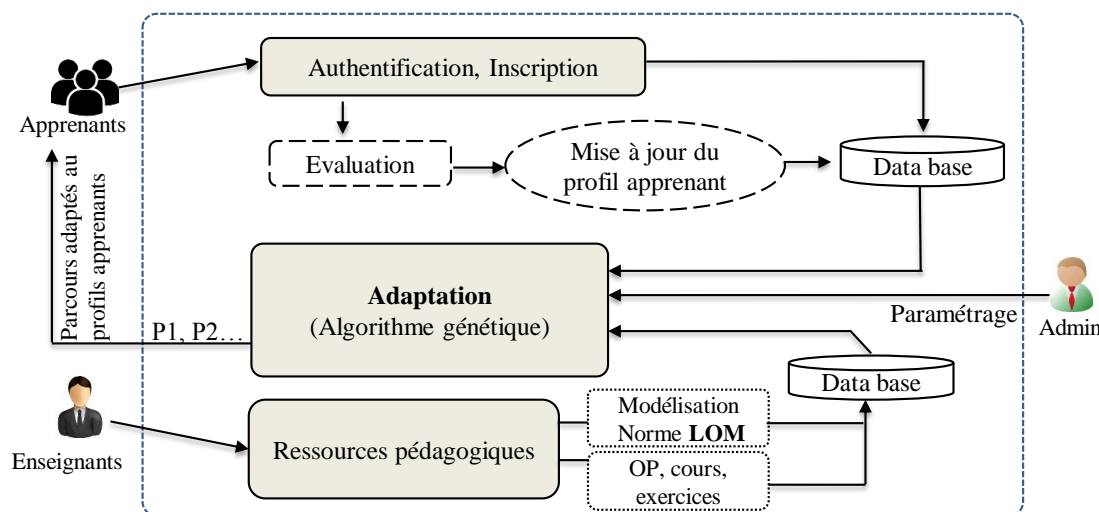 Authentification, Inscription
Apprenants
Evaluation
Mise à jour du
profil apprenant
Data base
Parcours adaptés au
profils apprenants
Adaptation
(Algorithme génétique)
P1, P2…
Paramétrage
Admin
Data base
Enseignants
Ressources pédagogiques
Modélisation
Norme LOM
OP, cours,
exercices